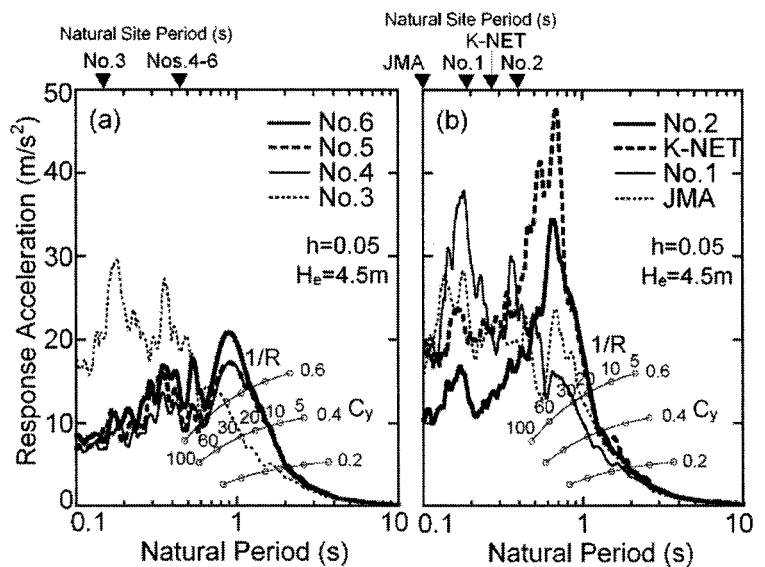 Natural Site Period (s)
No.3 Nos.4-6
Natural Site Period (s)
K-NET
JMA No.1 No.2
Response Acceleration (m/s²)
50
40
30
20
10
0
(a)
No.6
No.5
No.4
No.3
h=0.05
He=4.5m
1/R
0.6
100 60 30 20 10 5 0.4 Cy
0.2
0.1 1 10
Natural Period (s)
(b)
No.2
K-NET
No.1
JMA
h=0.05
He=4.5m
1/R
100 60 30 10 5 0.6
0.4 Cy
0.2
0.1 1 10
Natural Period (s)